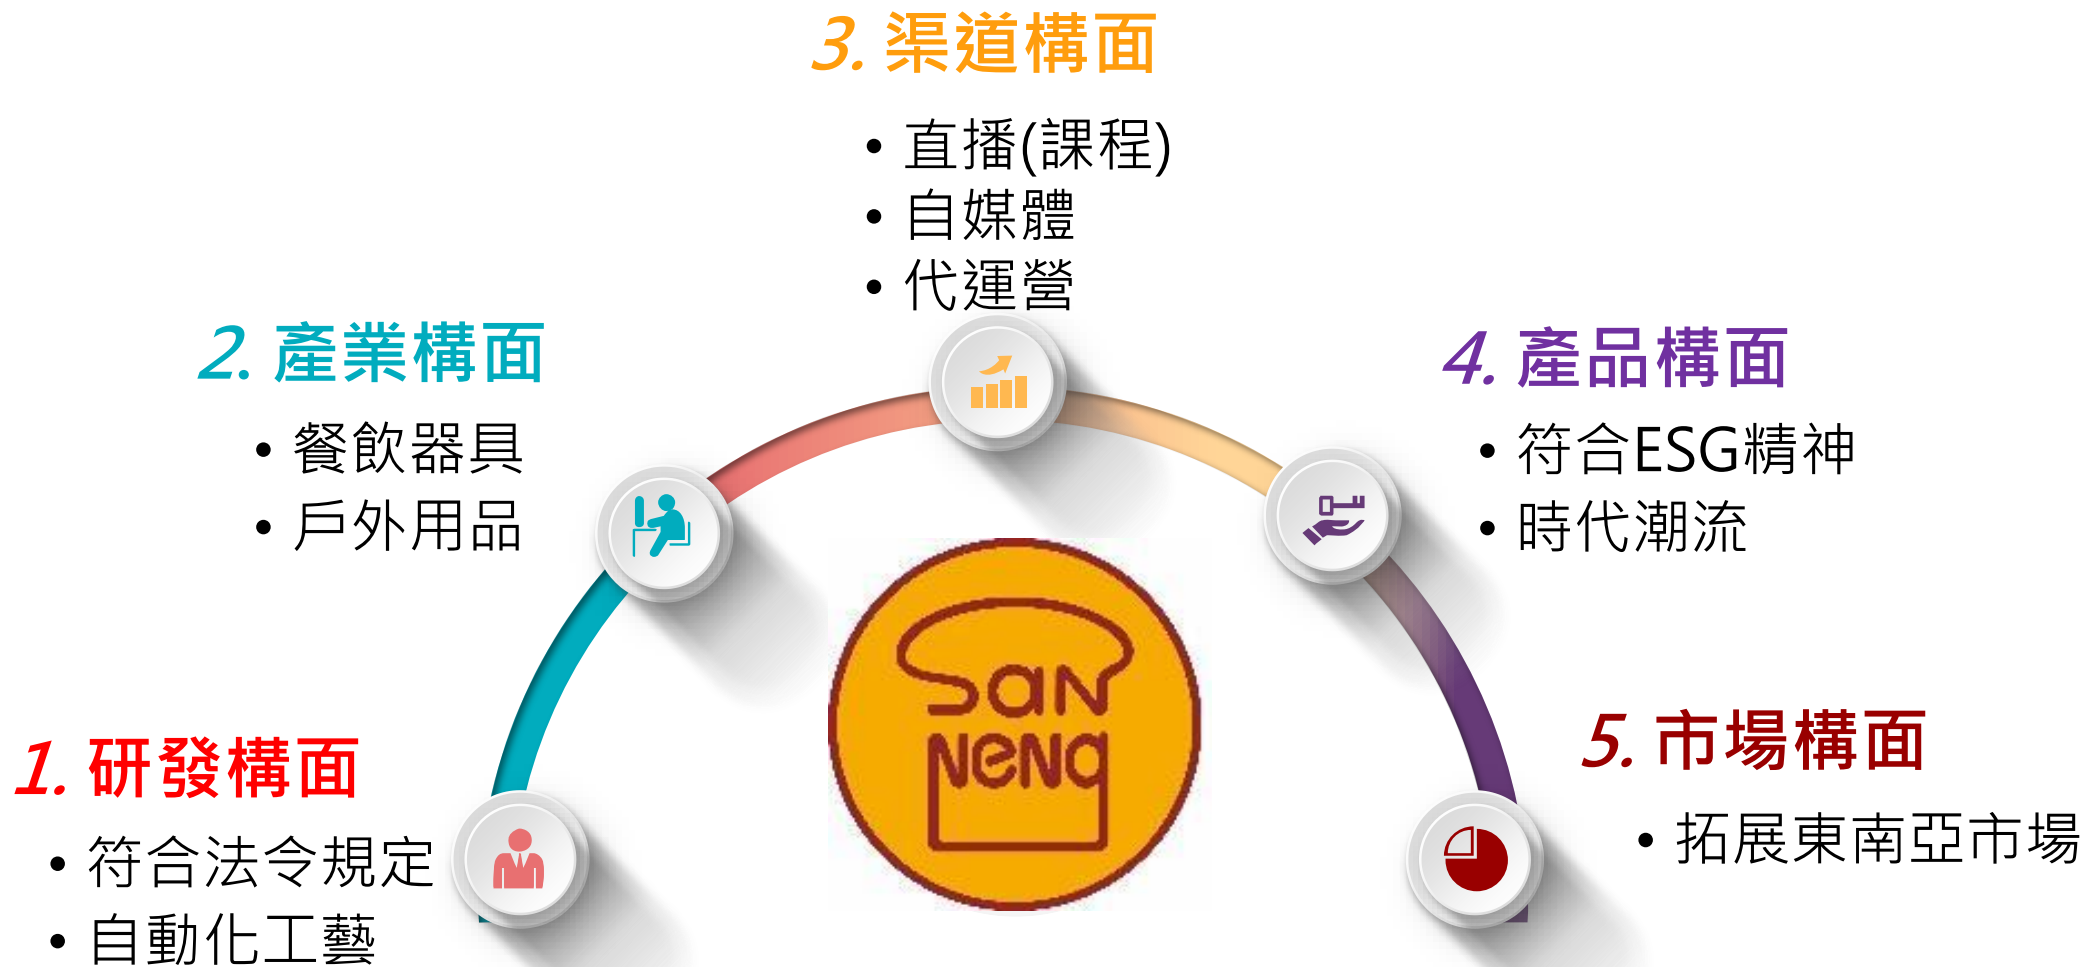 3. 渠道構面
• 直播(課程)
• 自媒體
• 代運營
2. 產業構面
• 餐飲器具
• 戶外用品
4. 產品構面
• 符合ESG精神
• 時代潮流
SAN
NENG
1. 研發構面
• 符合法令規定
• 自動化工藝
5. 市場構面
• 拓展東南亞市場